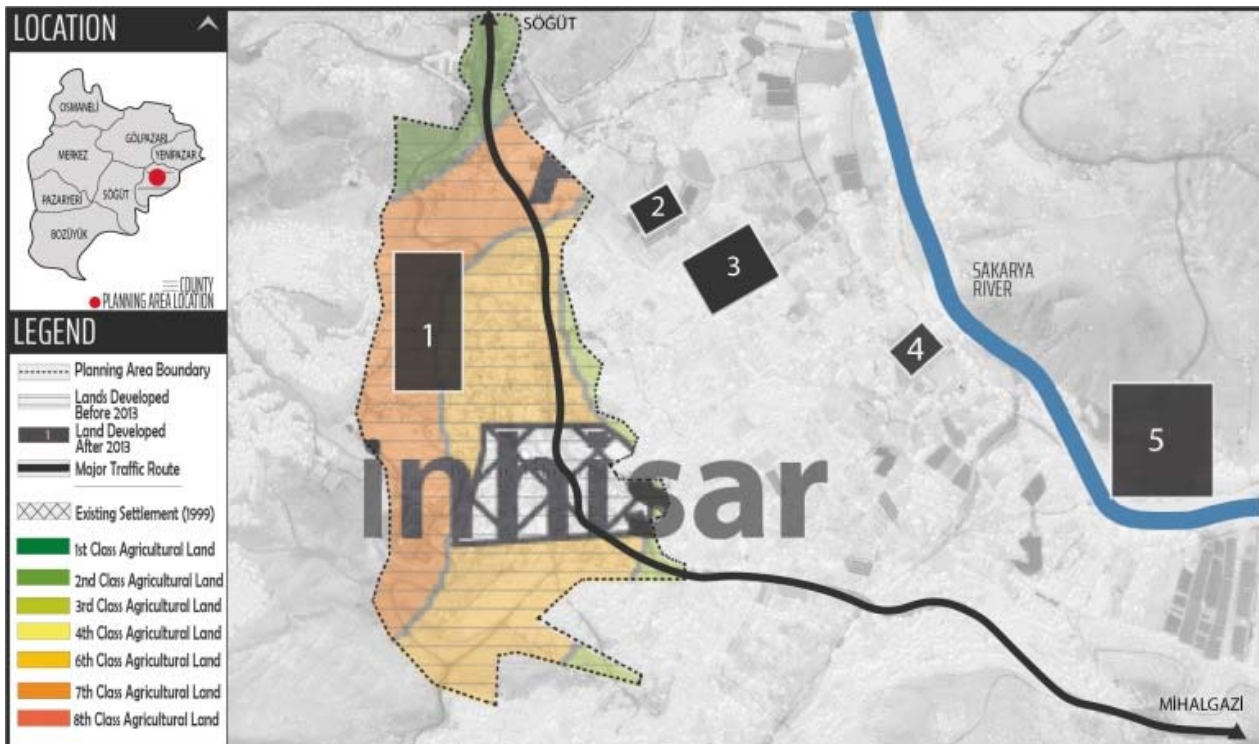 LOCATION
OSMANELİ
GÖLPAZARI
YENİPAZAR
MERKEZ
SÖĞÜT
PAZARYERİ
BOZÜYÜK
COUNTY
PLANNING AREA LOCATION
LEGEND
Planning Area Boundary
Lands Developed
Before 2013
1
Land Developed
After 2013
Major Traffic Route
Existing Settlement (1999)
1st Class Agricultural Land
2nd Class Agricultural Land
3rd Class Agricultural Land
4th Class Agricultural Land
6th Class Agricultural Land
7th Class Agricultural Land
8th Class Agricultural Land
SÖĞÜT
2
3
SAKARYA
RIVER
1
4
5
inhisar
MİHALGAZİ